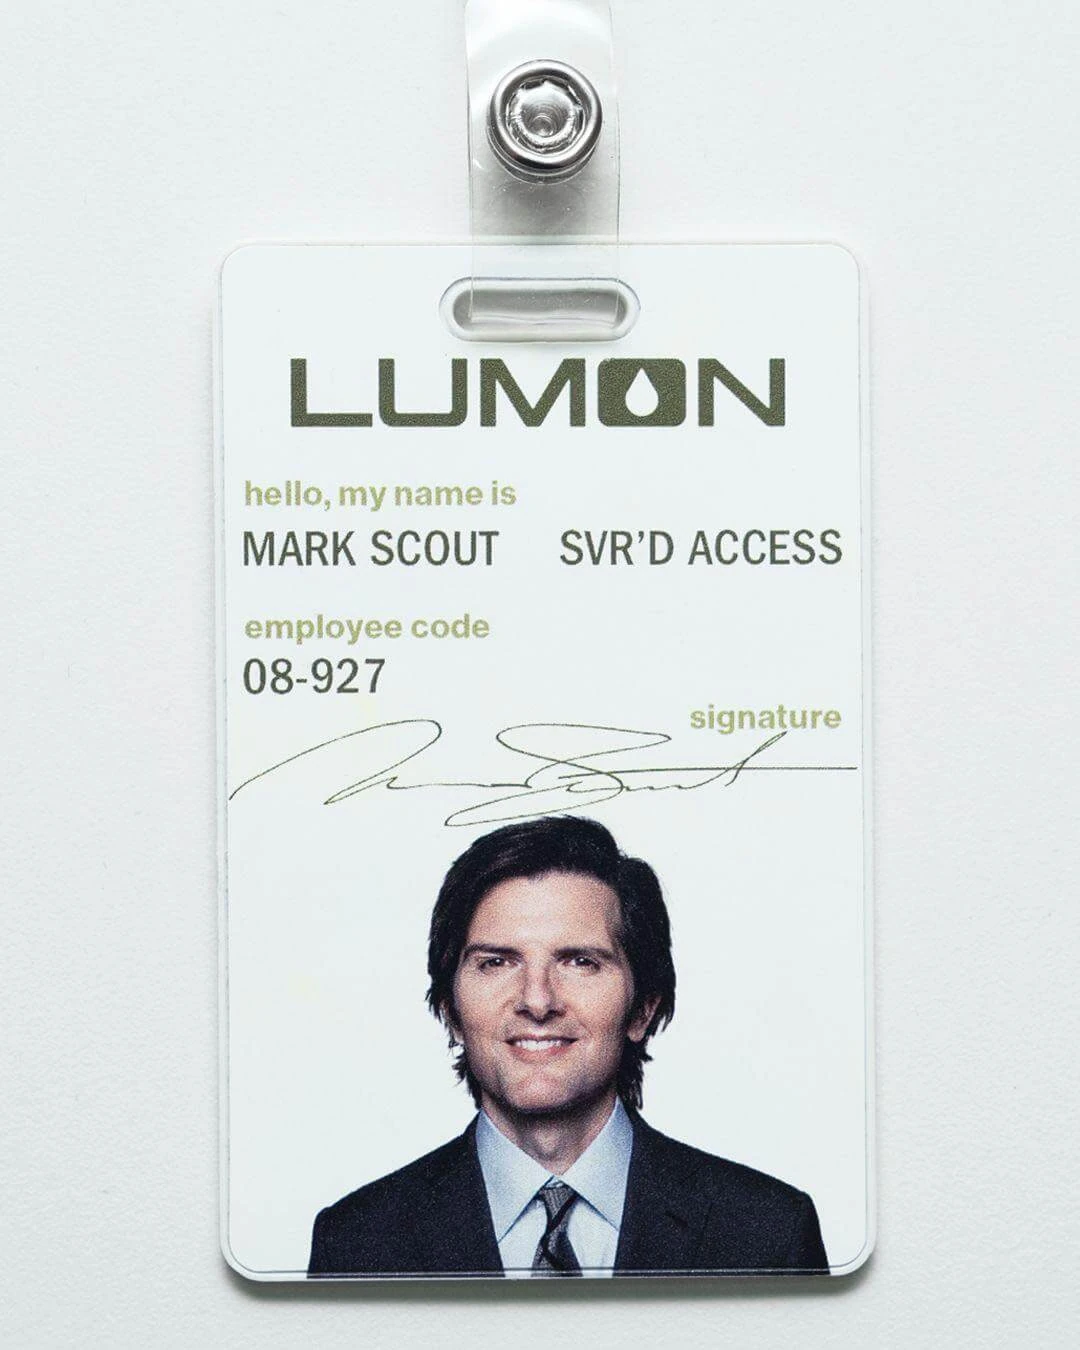 LUMON
hello, my name is
MARK SCOUT SVR'D ACCESS
employee code
08-927
signature